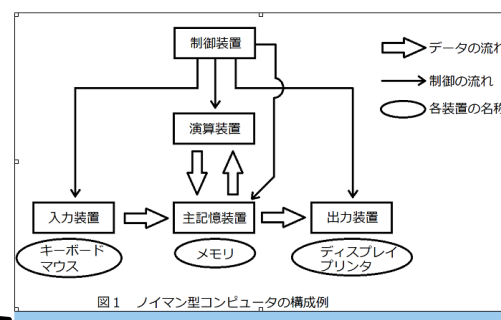 制御装置
データの流れ
制御の流れ
各装置の名称
演算装置
入力装置
主記憶装置
出力装置
キーボード
マウス
メモリ
ディスプレイ
プリンタ
図1 ノイマン型コンピュータの構成例